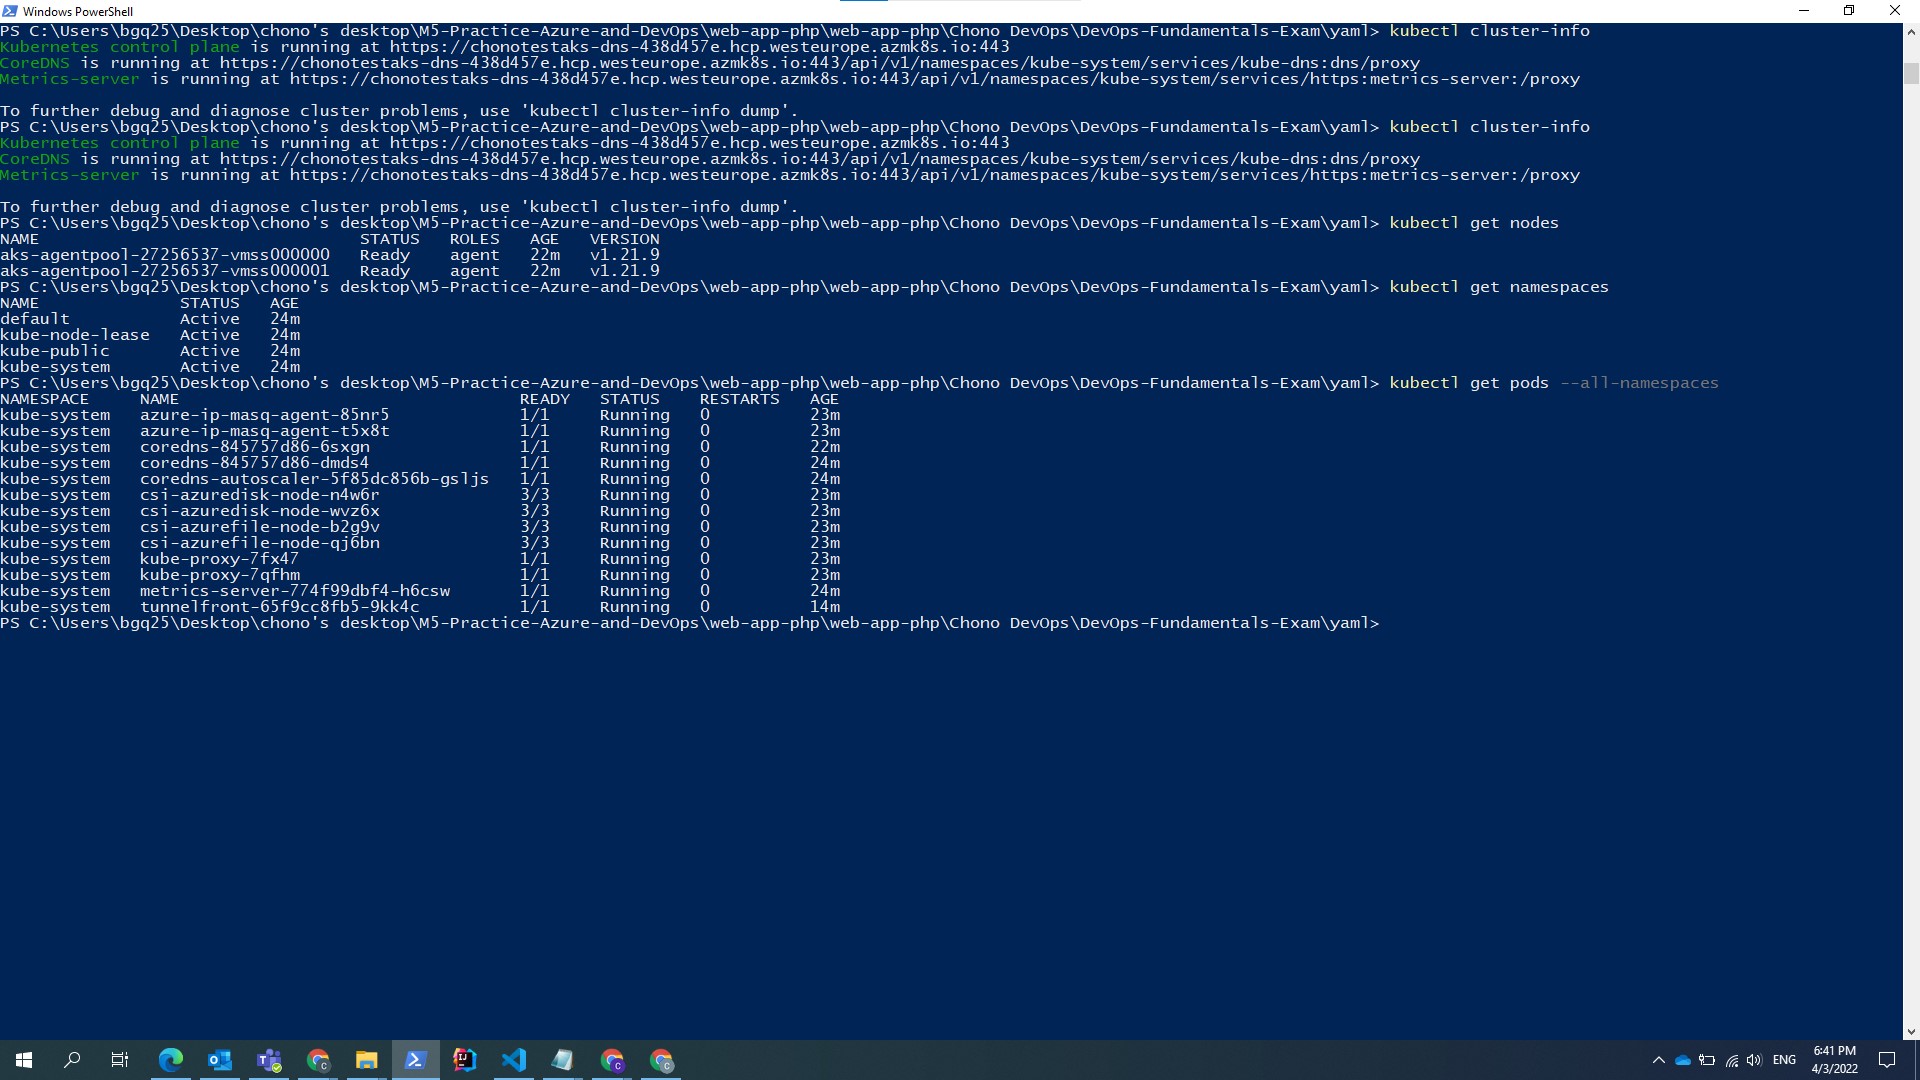 Windows PowerShell
PS C:\Users\bgq25\Desktop\chono's desktop\M5-Practice-Azure-and-DevOps\web-app-php\web-app-php\Chono DevOps\DevOps-Fundamentals-Exam\yaml> kubectl cluster-info
Kubernetes control plane is running at https://chonotestaks-dns-438d457e.hcp.westeurope.azmk8s.io:443
CoreDNS is running at https://chonotestaks-dns-438d457e.hcp.westeurope.azmk8s.io:443/api/v1/namespaces/kube-system/services/kube-dns:dns/proxy
Metrics-server is running at https://chonotestaks-dns-438d457e.hcp.westeurope.azmk8s.io:443/api/v1/namespaces/kube-system/services/https:metrics-server:/proxy
To further debug and diagnose cluster problems, use 'kubectl cluster-info dump'.
PS C:\Users\bgq25\Desktop\chono's desktop\M5-Practice-Azure-and-DevOps\web-app-php\web-app-php\Chono DevOps\DevOps-Fundamentals-Exam\yaml> kubectl cluster-info
Kubernetes control plane is running at https://chonotestaks-dns-438d457e.hcp.westeurope.azmk8s.io:443
CoreDNS is running at https://chonotestaks-dns-438d457e.hcp.westeurope.azmk8s.io:443/api/v1/namespaces/kube-system/services/kube-dns:dns/proxy
Metrics-server is running at https://chonotestaks-dns-438d457e.hcp.westeurope.azmk8s.io:443/api/v1/namespaces/kube-system/services/https:metrics-server:/proxy
To further debug and diagnose cluster problems, use 'kubectl cluster-info dump'.
PS C:\Users\bgq25\Desktop\chono's desktop\M5-Practice-Azure-and-DevOps\web-app-php\web-app-php\Chono DevOps\DevOps-Fundamentals-Exam\yaml> kubectl get nodes
NAME STATUS ROLES AGE VERSION
aks-agentpool-27256537-vmss000000 Ready agent 22m v1.21.9
aks-agentpool-27256537-vmss000001 Ready agent 22m v1.21.9
PS C:\Users\bgq25\Desktop\chono's desktop\M5-Practice-Azure-and-DevOps\web-app-php\web-app-php\Chono DevOps\DevOps-Fundamentals-Exam\yaml> kubectl get namespaces
NAME STATUS AGE
default Active 24m
kube-node-lease Active 24m
kube-public Active 24m
kube-system Active 24m
PS C:\Users\bgq25\Desktop\chono's desktop\M5-Practice-Azure-and-DevOps\web-app-php\web-app-php\Chono DevOps\DevOps-Fundamentals-Exam\yaml> kubectl get pods --all-namespaces
NAMESPACE NAME READY STATUS RESTARTS AGE
kube-system azure-ip-masq-agent-85nr5 1/1 Running 0 23m
kube-system azure-ip-masq-agent-t5x8t 1/1 Running 0 23m
kube-system coredns-845757d86-6sxgn 1/1 Running 0 22m
kube-system coredns-845757d86-dmds4 1/1 Running 0 24m
kube-system coredns-autoscaler-5f85dc856b-gsljs 1/1 Running 0 24m
kube-system csi-azuredisk-node-n4w6r 3/3 Running 0 23m
kube-system csi-azuredisk-node-wvz6x 3/3 Running 0 23m
kube-system csi-azurefile-node-b2g9v 3/3 Running 0 23m
kube-system csi-azurefile-node-qj6bn 3/3 Running 0 23m
kube-system kube-proxy-7fx47 1/1 Running 0 23m
kube-system kube-proxy-7qfhm 1/1 Running 0 23m
kube-system metrics-server-774f99dbf4-h6csw 1/1 Running 0 24m
kube-system tunnelfront-65f9cc8fb5-9kk4c 1/1 Running 0 14m
PS C:\Users\bgq25\Desktop\chono's desktop\M5-Practice-Azure-and-DevOps\web-app-php\web-app-php\Chono DevOps\DevOps-Fundamentals-Exam\yaml>
ENG
6:41 PM
4/3/2022